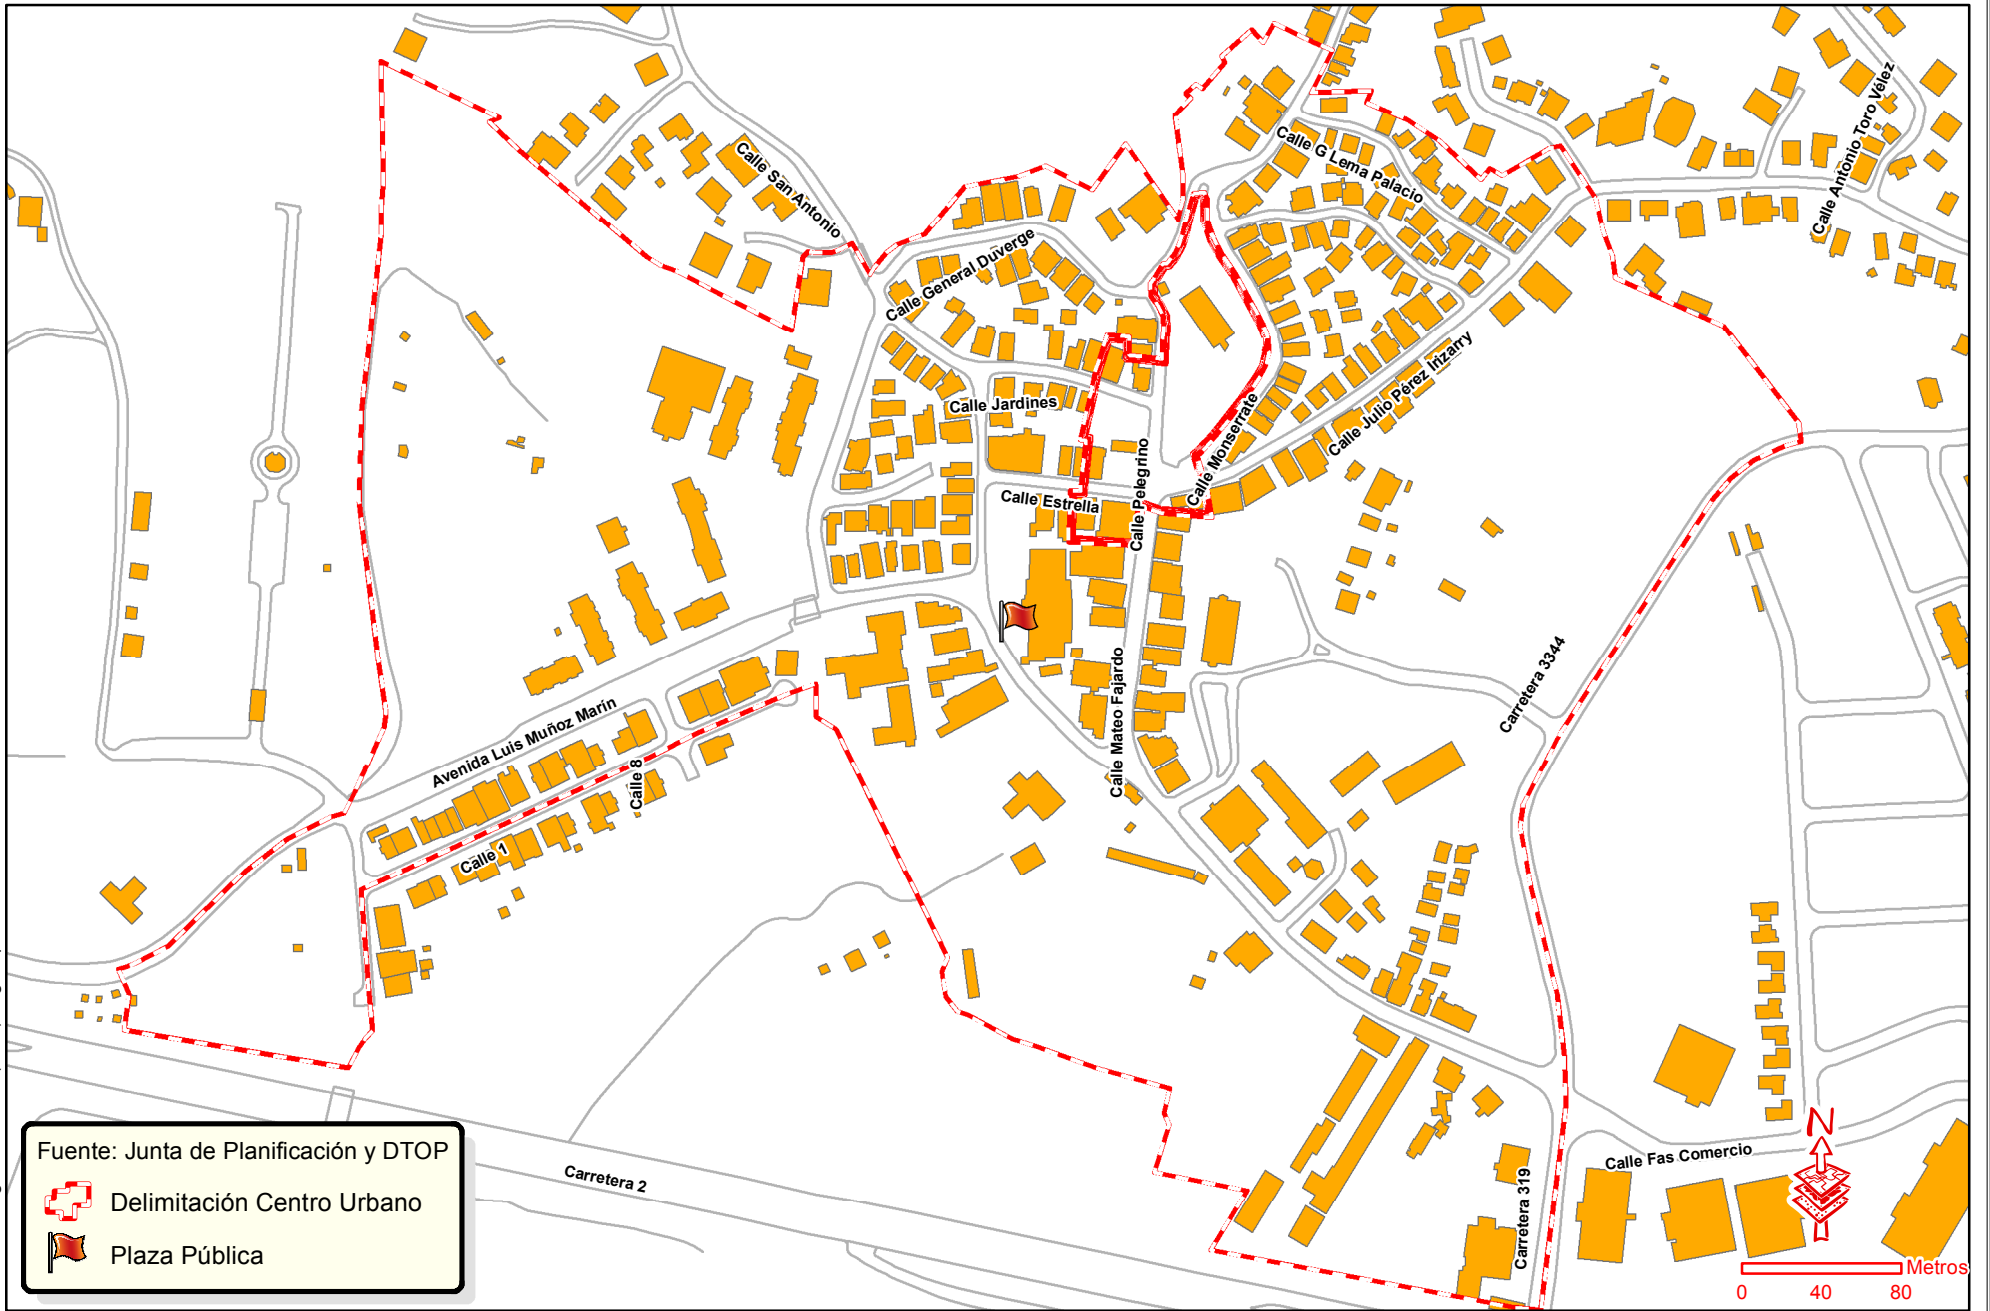 Calle San Antonio
Calle G Lema Palacio
Calle Antonio Toro Vélez
Calle General Duverge
Calle Jardines
Calle Julio Pérez Irizarry
Calle Monserrate
Calle Pelegrino
Calle Estrella
Calle Mateo Fajardo
Carretera 3344
Avenida Luis Muñoz Marín
Calle 8
Calle 1
Carretera 2
Carretera 319
Calle Fas Comercio
Fuente: Junta de Planificación y DTOP
Delimitación Centro Urbano
Plaza Pública
N
Metros
0 40 80